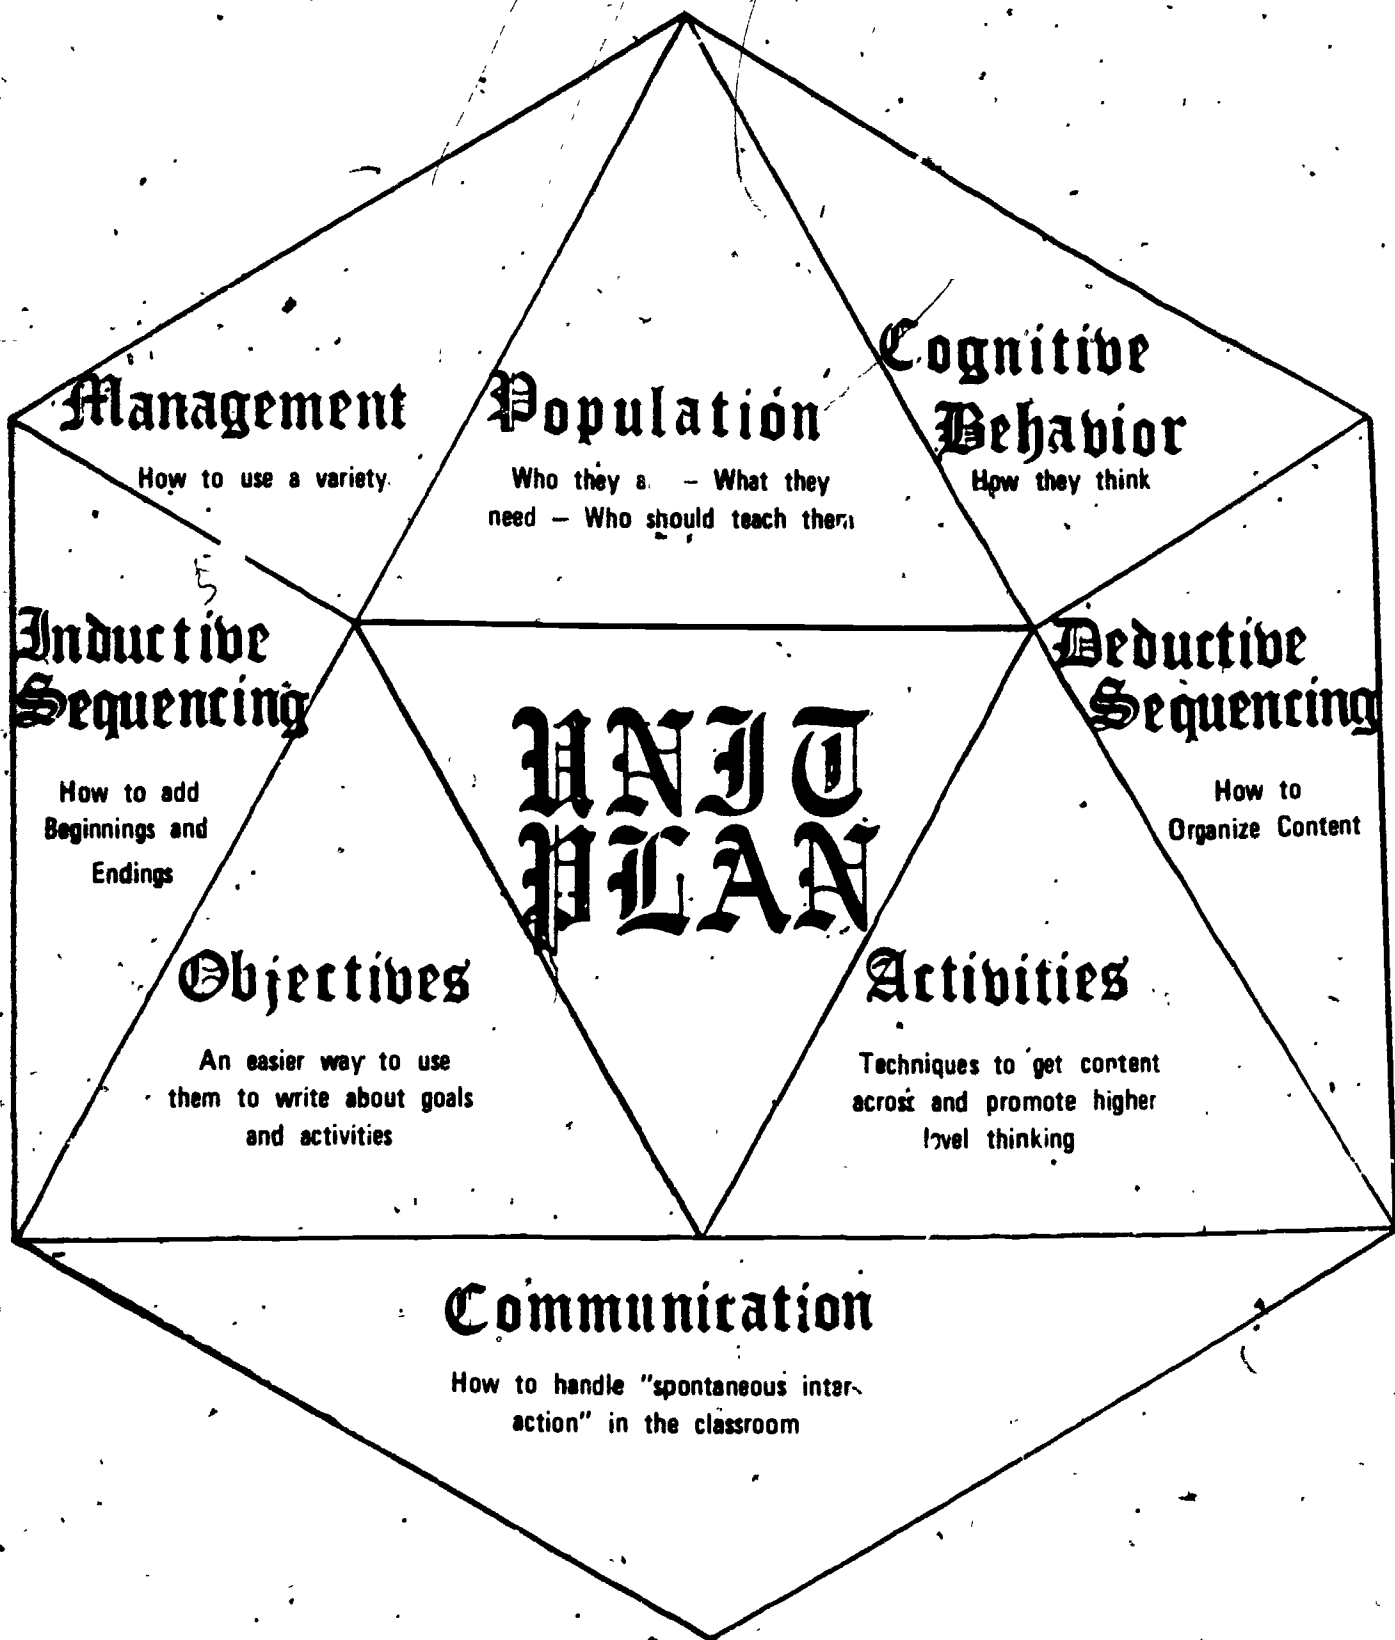 Management
How to use a variety
Population
Who they a - What they
need - Who should teach them
Cognitive
Behavior
How they think
Inductive
Sequencing
How to add
Beginnings and
Endings
Deductive
Sequencing
How to
Organize Content
UNIT
PLAN
Objectives
An easier way to use
them to write about goals
and activities
Activities
Techniques to get content
across and promote higher
level thinking
Communication
How to handle "spontaneous inter-
action" in the classroom